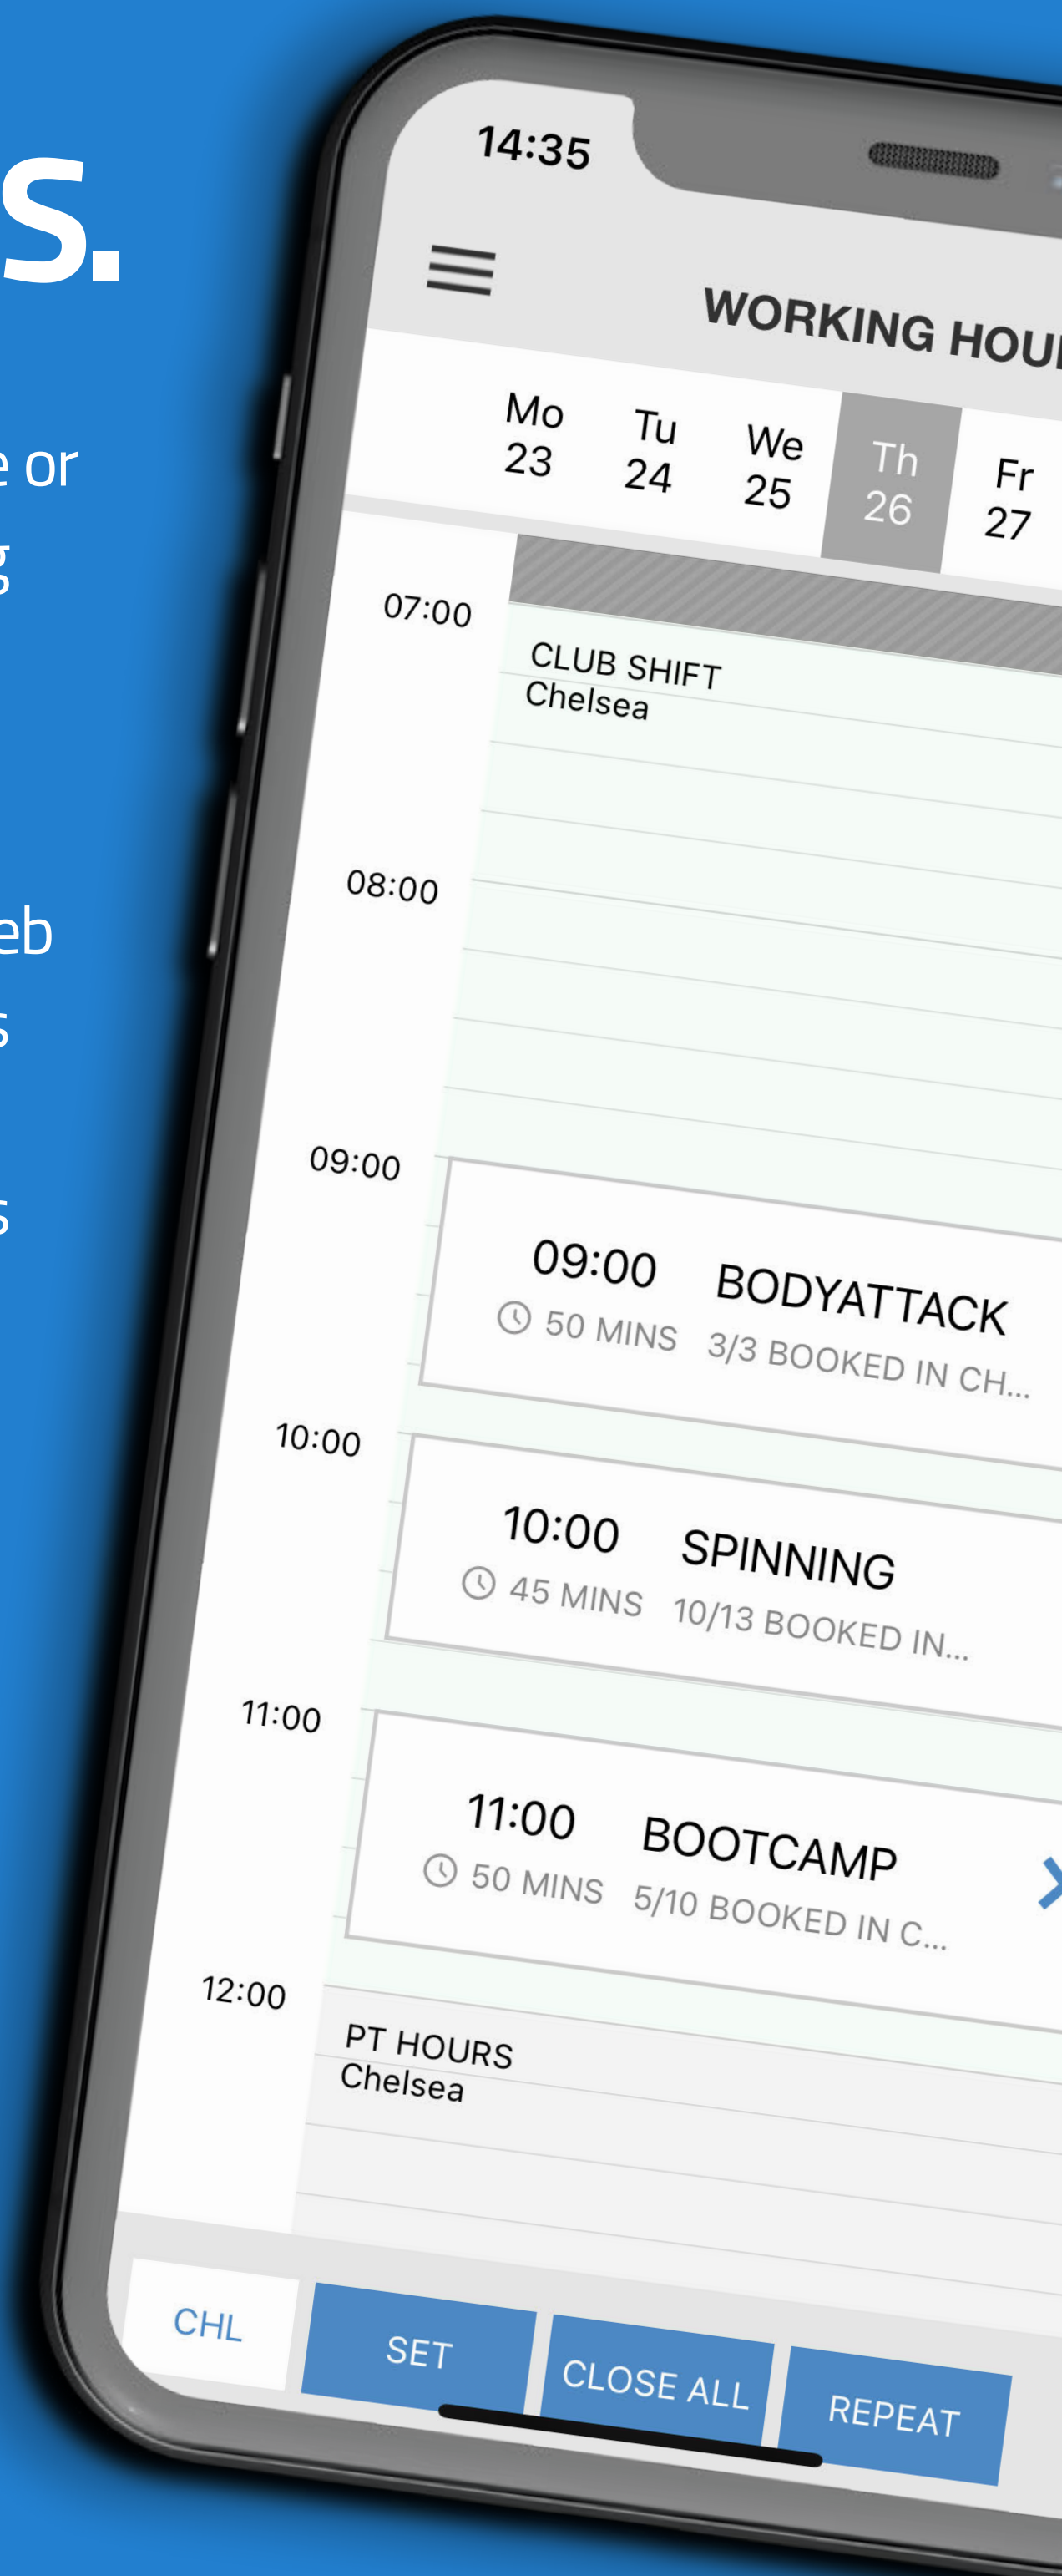 S.
e or
g
eb
s
s
14:35
WORKING HOU
Mo Tu We Th Fr
23 24 25 26 27
07:00
CLUB SHIFT
Chelsea
08:00
09:00
09:00 BODYATTACK
50 MINS 3/3 BOOKED IN CH...
10:00
10:00 SPINNING
45 MINS 10/13 BOOKED IN...
11:00
11:00 BOOTCAMP
50 MINS 5/10 BOOKED IN C...
12:00
PT HOURS
Chelsea
CHL SET CLOSE ALL REPEAT